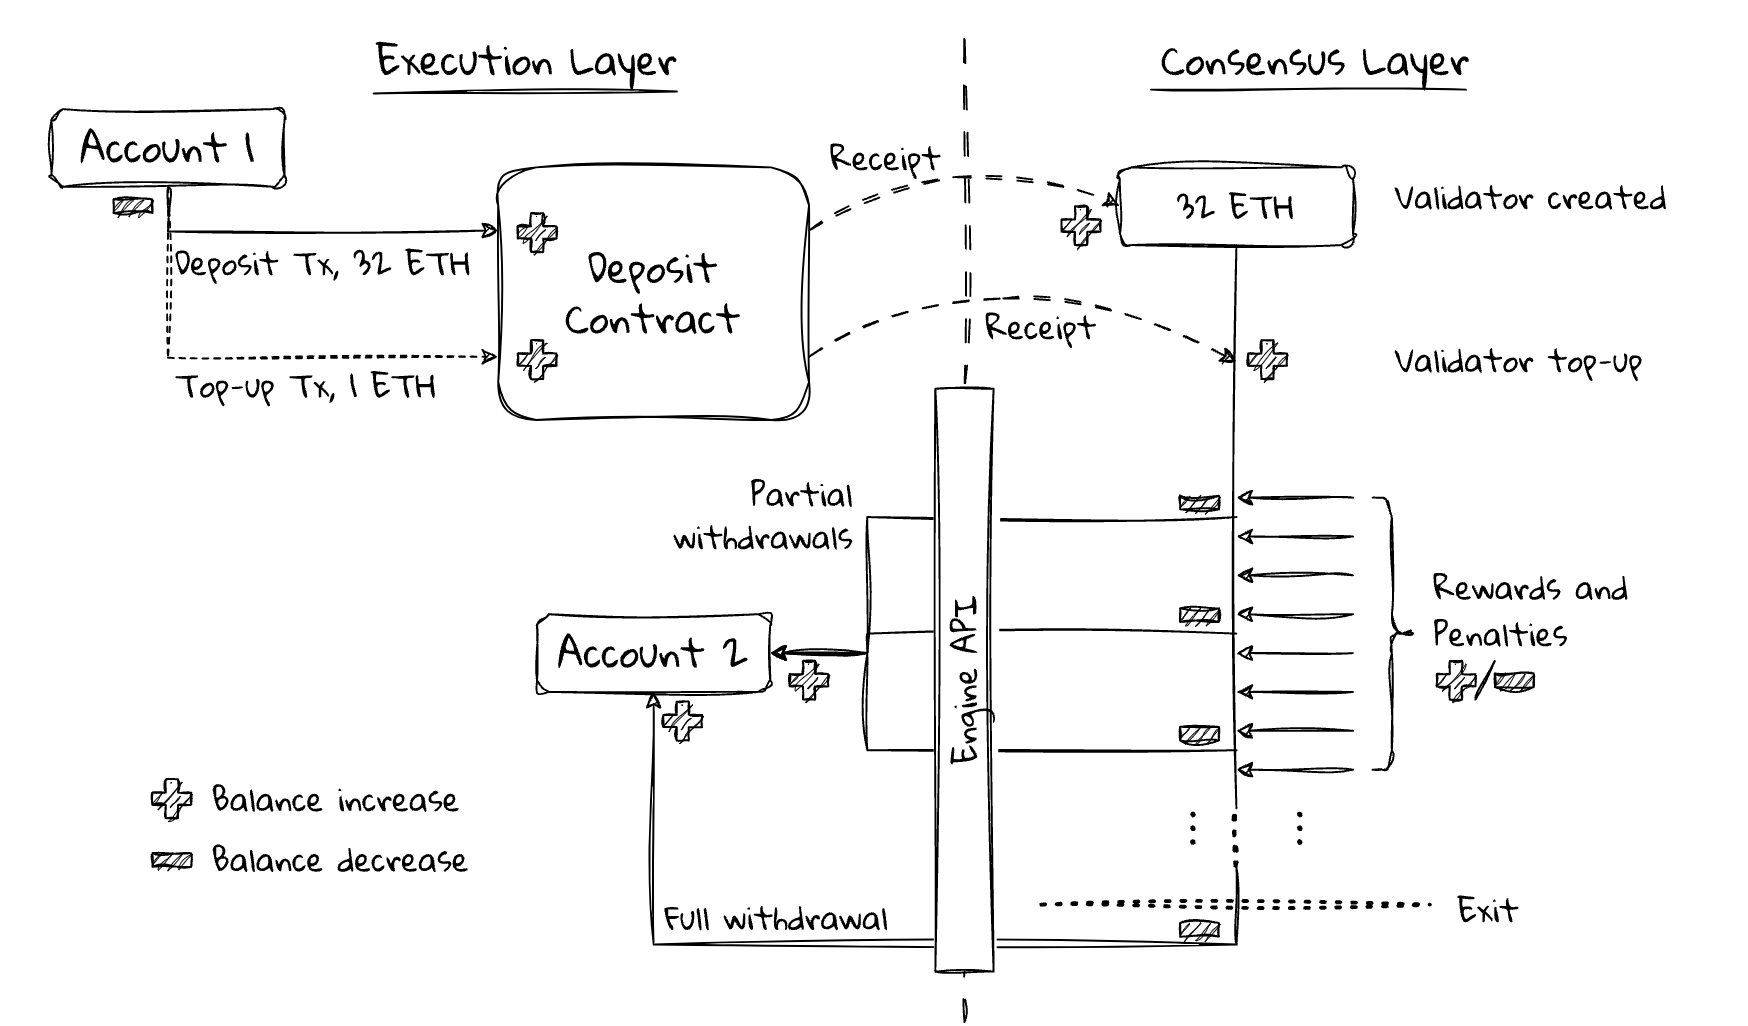 Execution Layer
Consensus Layer
Account 1
Receipt
32 ETH
Validator created
Deposit Tx, 32 ETH
Deposit
Contract
Receipt
Validator top-up
Top-up Tx, 1 ETH
Partial
withdrawals
Engine API
Rewards and
Penalties
/
Account 2
Balance increase
Balance decrease
Full withdrawal
Exit